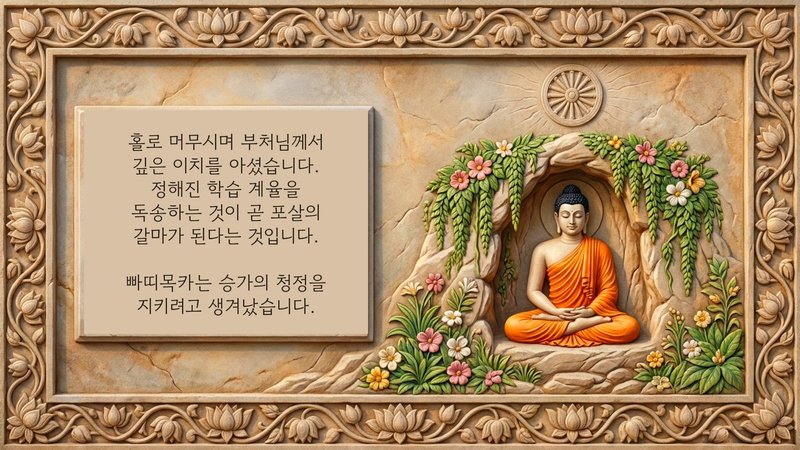 홀로 머무시며 부처님께서
깊은 이치를 아셨습니다.
정해진 학습 계율을
독송하는 것이 곧 포살의
갈마가 된다는 것입니다.
빠띠목카는 승가의 청정을
지키려고 생겨났습니다.